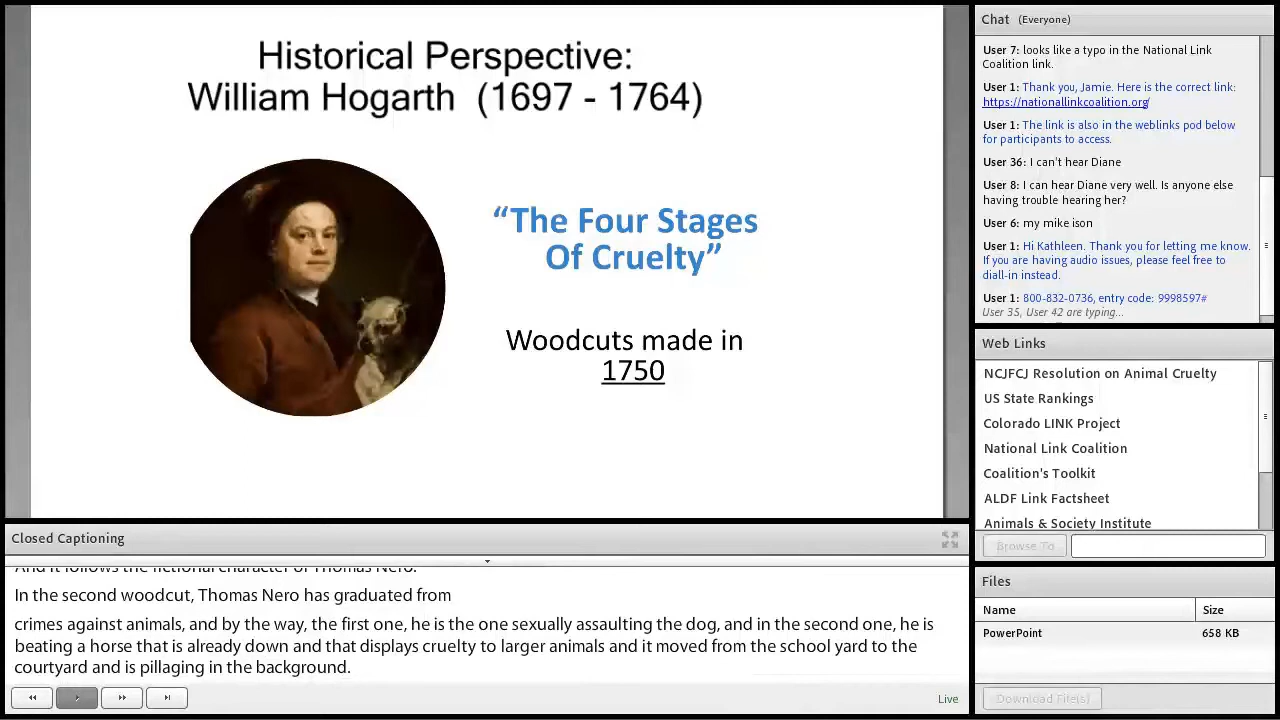 Historical Perspective:
William Hogarth (1697 - 1764)
“The Four Stages
Of Cruelty”
Woodcuts made in
1750
Closed Captioning
And it follows the fictional character of Thomas Nero.
In the second woodcut, Thomas Nero has graduated from
crimes against animals, and by the way, the first one, he is the one sexually assaulting the dog, and in the second one, he is
beating a horse that is already down and that displays cruelty to larger animals and it moved from the school yard to the
courtyard and is pillaging in the background.
Live
Chat (Everyone)
User 7: looks like a typo in the National Link
Coalition link.
User 1: Thank you, Jamie. Here is the correct link:
https://nationallinkcoalition.org/
User 1: The link is also in the weblinks pod below
for participants to access.
User 36: I can't hear Diane
User 8: I can hear Diane very well. Is anyone else
having trouble hearing her?
User 6: my mike ison
User 1: Hi Kathleen. Thank you for letting me know.
If you are having audio issues, please feel free to
diall-in instead.
User 1: 800-832-0736, entry code: 9998597#
User 35, User 42 are typing...
Web Links
NCJFCJ Resolution on Animal Cruelty
US State Rankings
Colorado LINK Project
National Link Coalition
Coalition's Toolkit
ALDF Link Factsheet
Animals & Society Institute
Browse To
Files
Name Size
PowerPoint 658 KB
Download File(s)